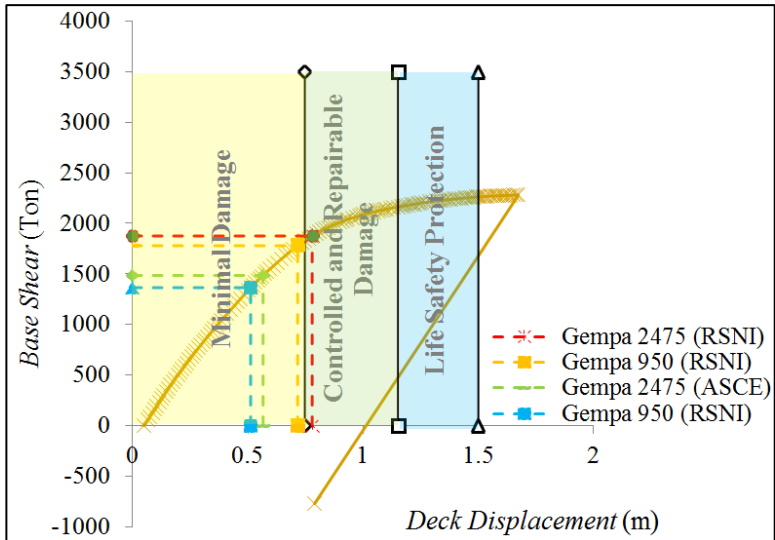 4000
3500
3000
2500
2000
1500
1000
500
0
-500
-1000
Base Shear (Ton)
Minimal Damage
Controlled and Repairable
Damage
Life Safety Protection
Gempa 2475 (RSNI)
Gempa 950 (RSNI)
Gempa 2475 (ASCE)
Gempa 950 (RSNI)
0 0.5 1 1.5 2
Deck Displacement (m)